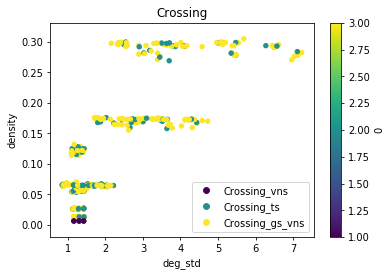 Crossing
density
0.30
0.25
0.20
0.15
0.10
0.05
0.00
1 2 3 4 5 6 7
deg_std
Crossing_vns
Crossing_ts
Crossing_gs_vns
3.00
2.75
2.50
2.25
2.00
1.75
1.50
1.25
1.00
0